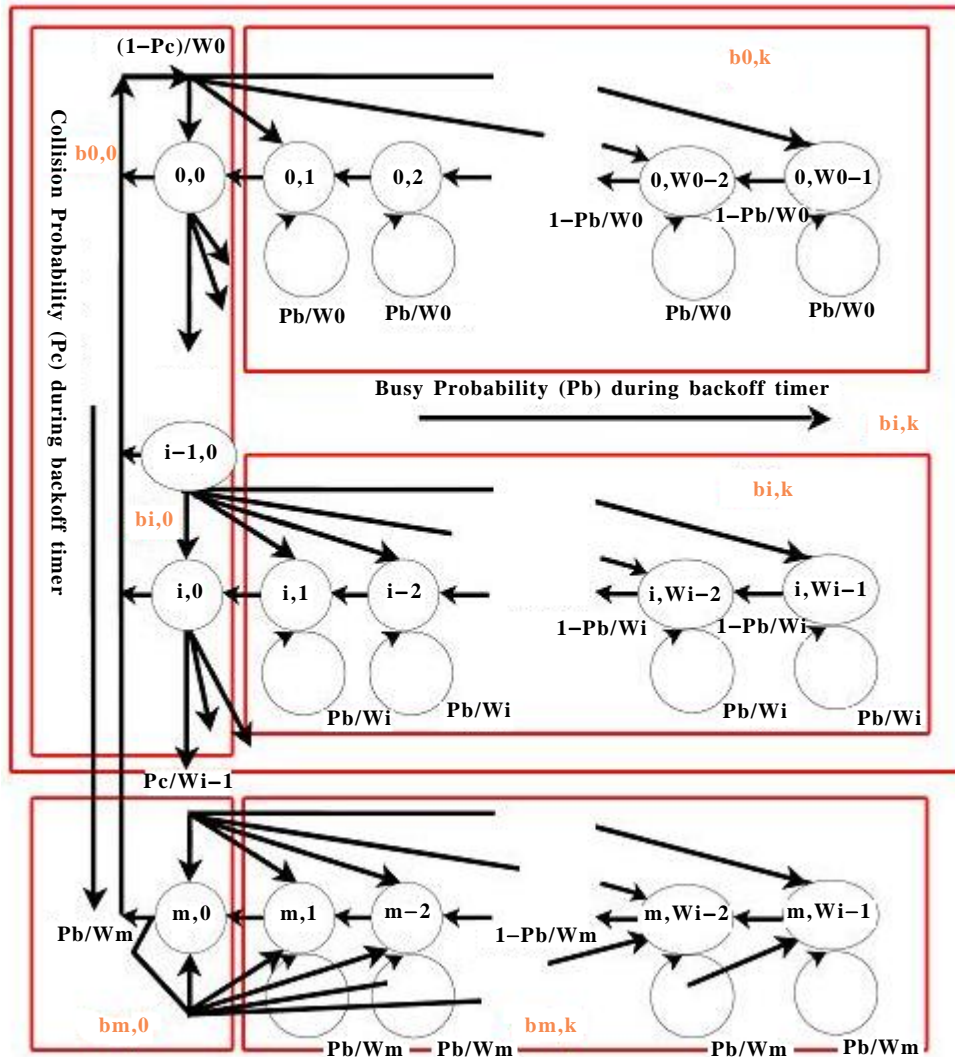 (1−Pc)/W0
b0,k
Collision Probability (Pc) during backoff timer
b0,0
0,0
0,1
0,2
0,W0−2
0,W0−1
1−Pb/W0
1−Pb/W0
Pb/W0
Pb/W0
Pb/W0
Pb/W0
Busy Probability (Pb) during backoff timer
bi,k
i−1,0
bi,k
bi,0
i,0
i,1
i−2
i,Wi−2
i,Wi−1
1−Pb/Wi
1−Pb/Wi
Pb/Wi
Pb/Wi
Pb/Wi
Pb/Wi
Pc/Wi−1
m,0
m,1
m−2
m,Wi−2
m,Wi−1
Pb/Wm
1−Pb/Wm
bm,0
bm,k
Pb/Wm
Pb/Wm
Pb/Wm
Pb/Wm